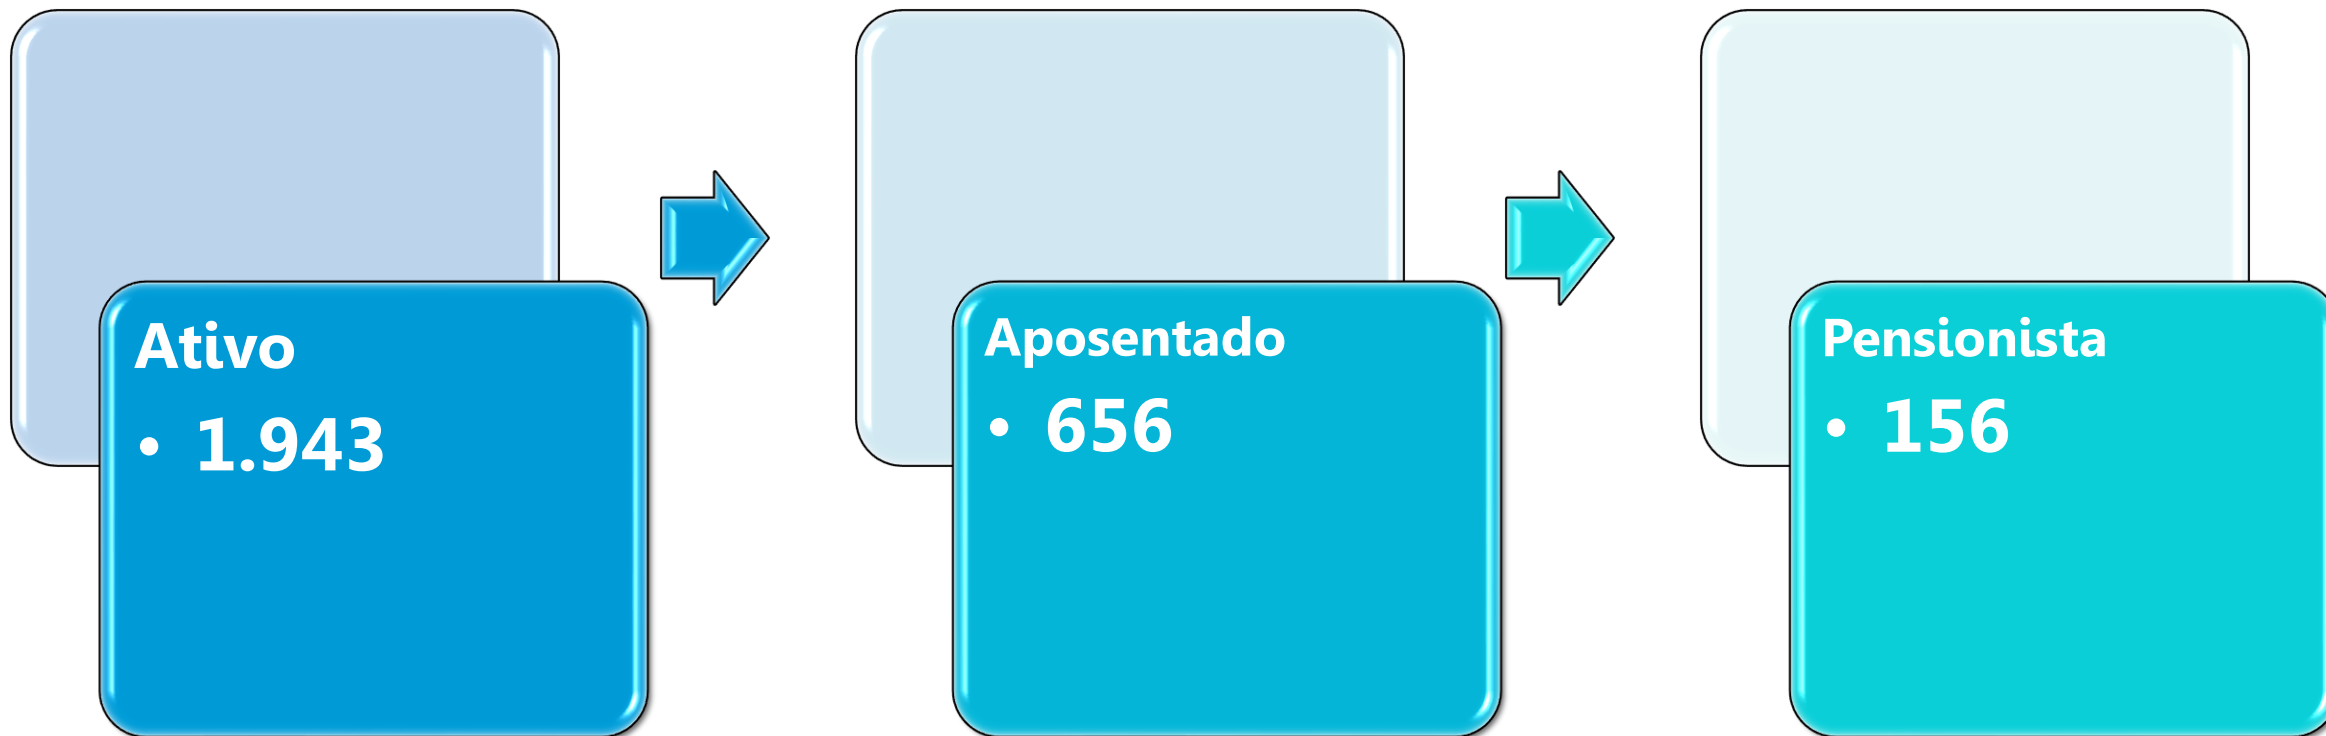 Ativo
• 1.943
Aposentado
• 656
Pensionista
• 156